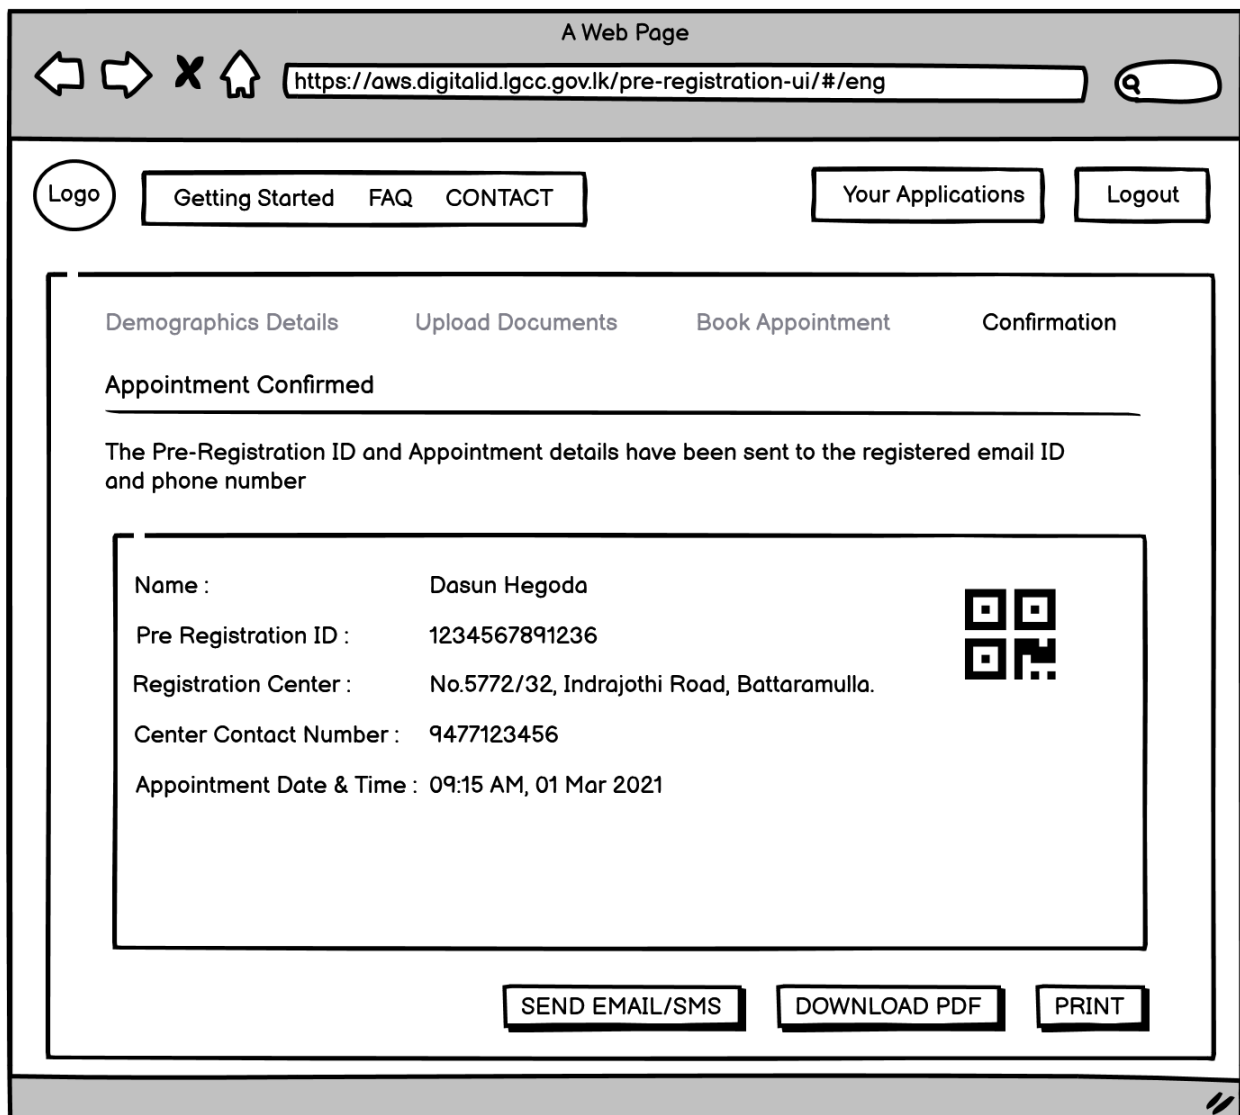 A Web Page
https://aws.digitalid.lgcc.gov.lk/pre-registration-ui/#/eng
Logo Getting Started FAQ CONTACT Your Applications Logout
Demographics Details Upload Documents Book Appointment Confirmation
Appointment Confirmed
The Pre-Registration ID and Appointment details have been sent to the registered email ID
and phone number
Name : Dasun Hegoda
Pre Registration ID : 1234567891236
Registration Center : No.5772/32, Indrajothi Road, Battaramulla.
Center Contact Number : 9477123456
Appointment Date & Time : 09:15 AM, 01 Mar 2021
SEND EMAIL/SMS DOWNLOAD PDF PRINT